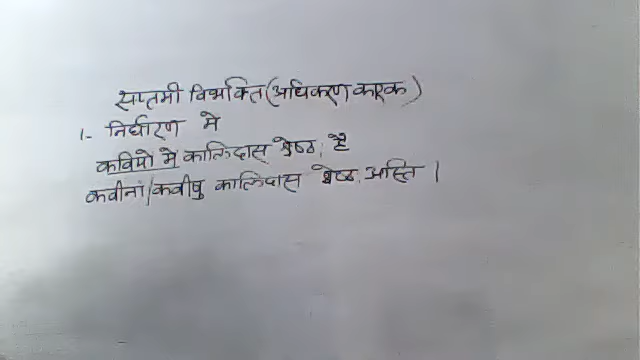 सप्तमी विभक्ति (अधिकरण कारक)
1- निर्धारण मे
कवियो मे कालिदास श्रेष्ठ: है
कवीनां/कवीषु कालिदास श्रेष्ठ: अस्ति।